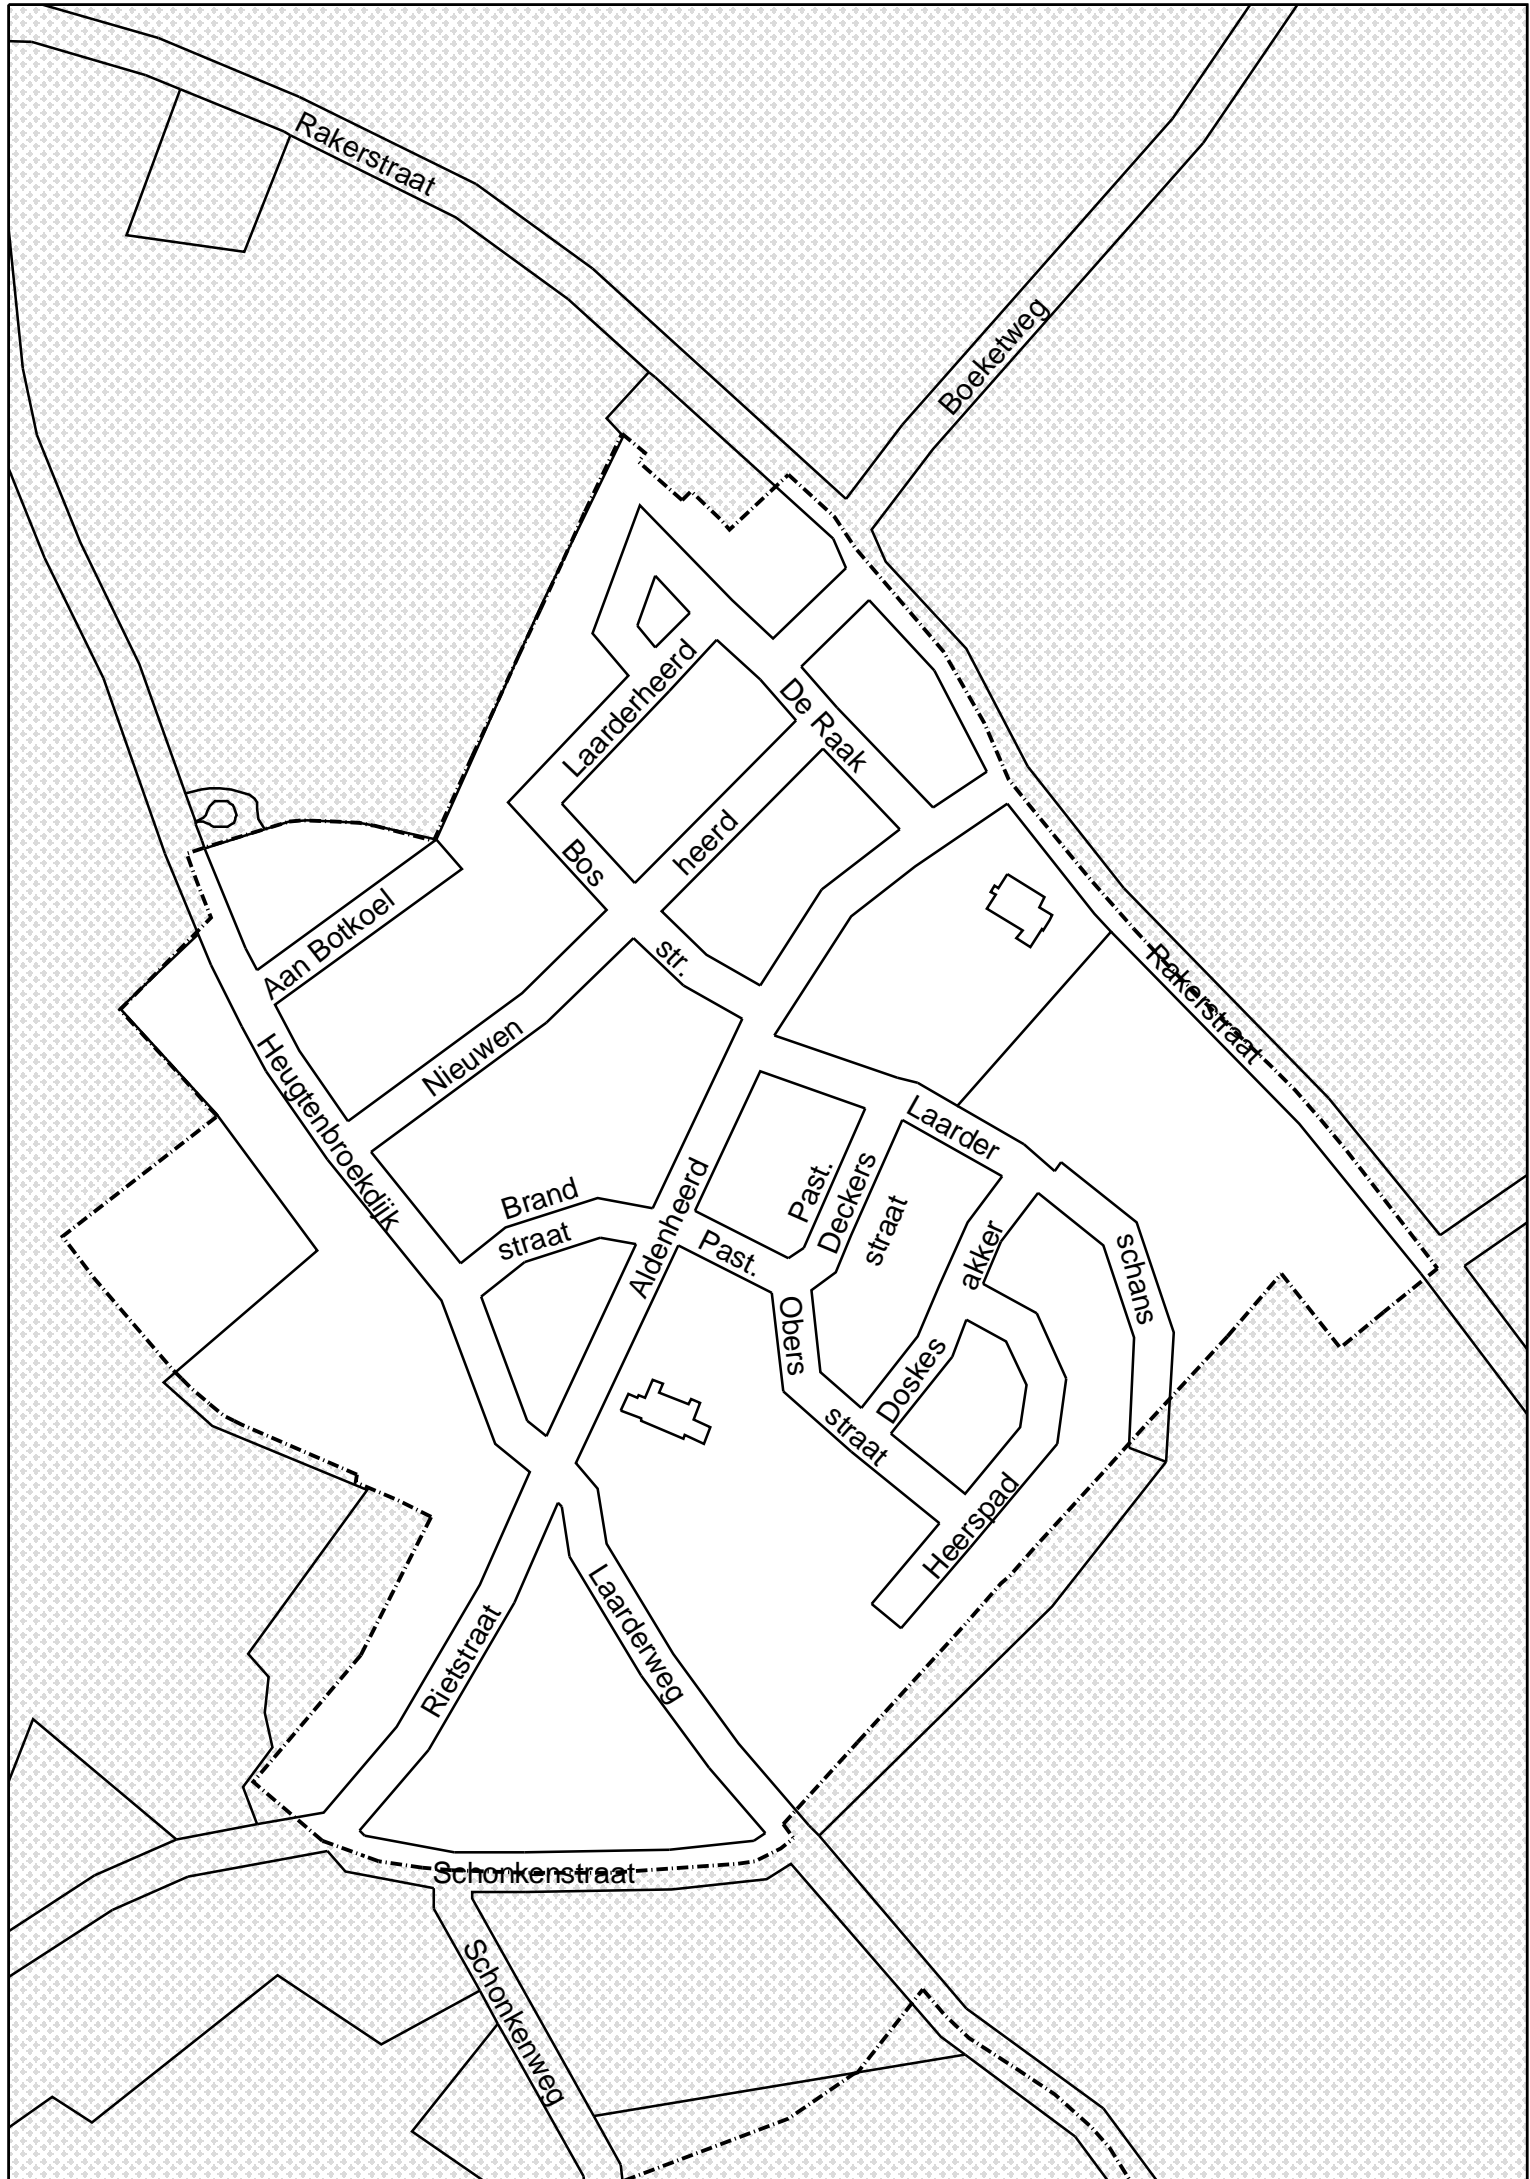 Rakerstraat
Boeketweg
Laarderheerd
De Raak
Bos
heerd
str.
Aan Botkoel
Nieuwen
Rakerstraat
Heugtenbroekdijk
Laarder
schans
Brand
straat
Aldenheerd
Past.
Deckers
straat
Past.
Obers
straat
akker
Doskes
Heerspad
Rietstraat
Laarderweg
Schonkenstraat
Schonkenweg